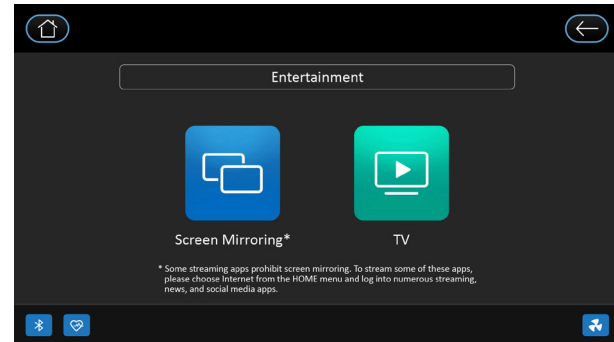 Entertainment
Screen Mirroring*
TV
* Some streaming apps prohibit screen mirroring. To stream some of these apps,
please choose Internet from the HOME menu and log into numerous streaming,
news, and social media apps.